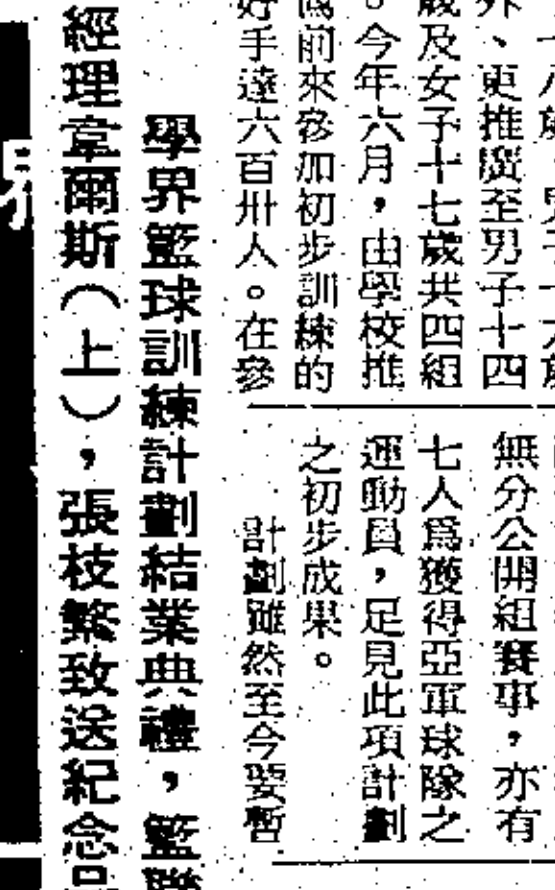 外、更推廣至男子十四
歲及女子十七歲共四組
。今年六月，由學校推
薦前來參加初步訓練的
好手達六百卅人。在參
無分公開組賽事，亦有
七人爲獲得亞軍球隊之
運動員，足見此項計劃
之初步成果。
計劃雖然至今要暫
學界籃球訓練計劃結業典禮，籃聯
經理韋爾斯（上），張枝繁致送紀念品